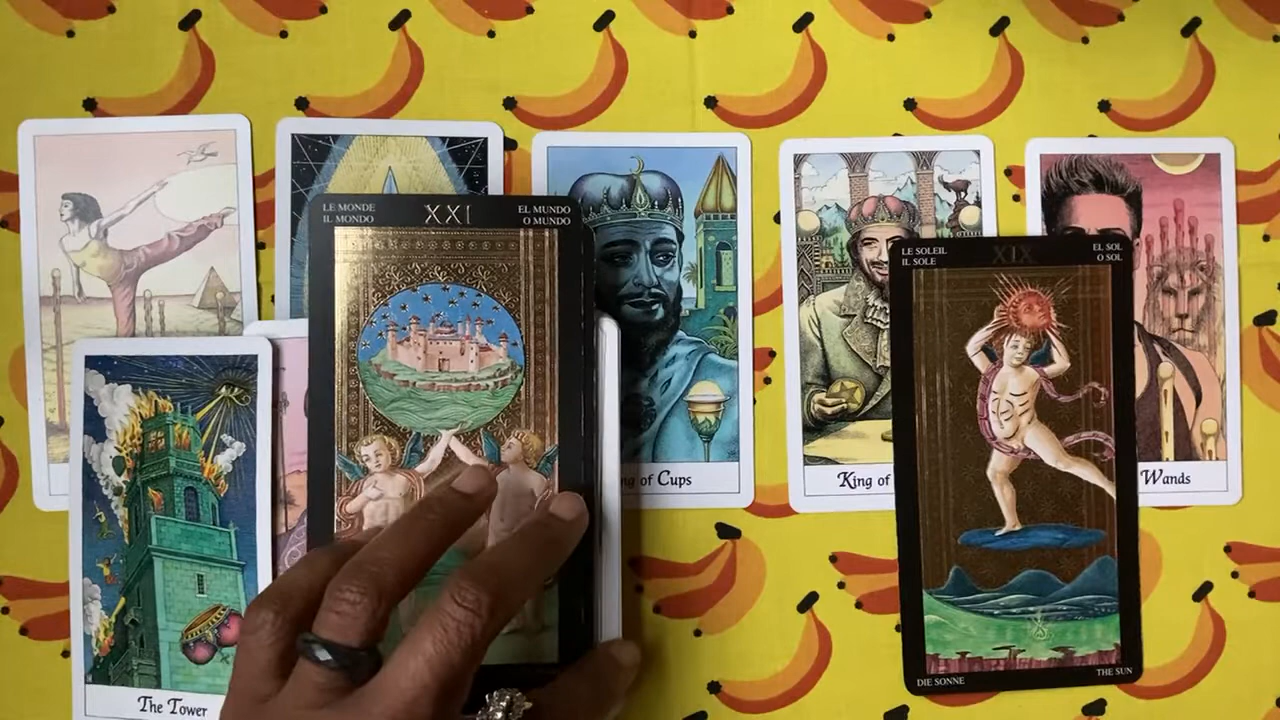 LE MONDE
IL MONDO
XXI
EL MUNDO
O MUNDO
LE SOLEIL
IL SOLE
XIX
EL SOL
O SOL
ng of Cups
King of
Wands
The Tower
DIE SONNE
THE SUN